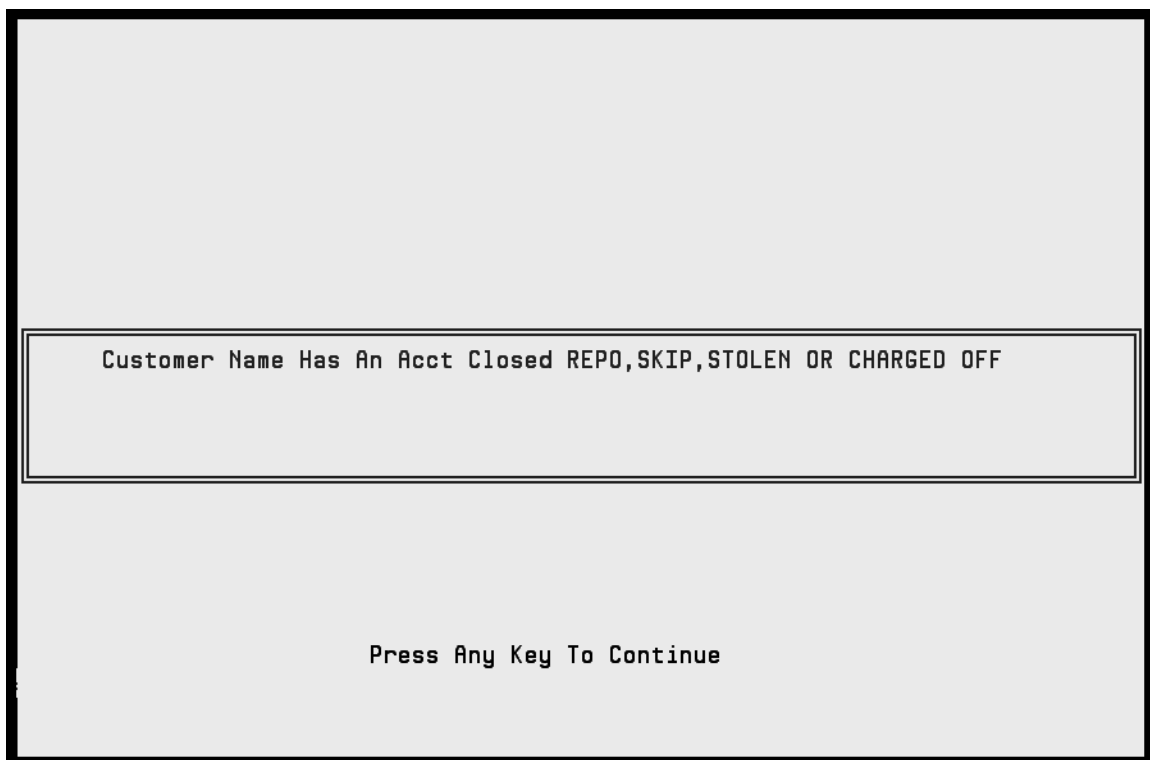 Customer Name Has An Acct Closed REPO,SKIP,STOLEN OR CHARGED OFF
Press Any Key To Continue